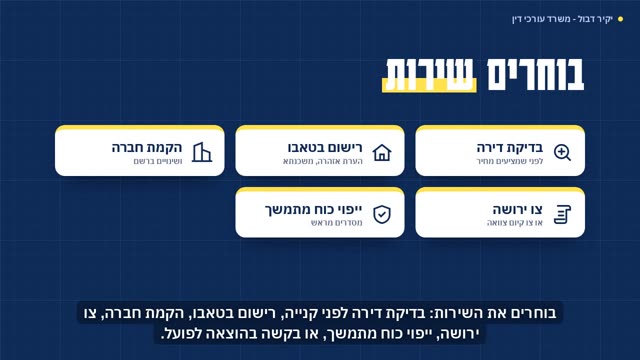 יקיר דבול - משרד עורכי דין
בוחרים שירות
בדיקת דירה
לפני שמציעים מחיר
רישום בטאבו
הערת אזהרה, משכנתא
הקמת חברה
ושינויים ברשם
צו ירושה
או צו קיום צוואה
ייפוי כוח מתמשך
מסדרים מראש
בוחרים את השירות: בדיקת דירה לפני קנייה, רישום בטאבו, הקמת חברה, צו
ירושה, ייפוי כוח מתמשך, או בקשה בהוצאה לפועל.